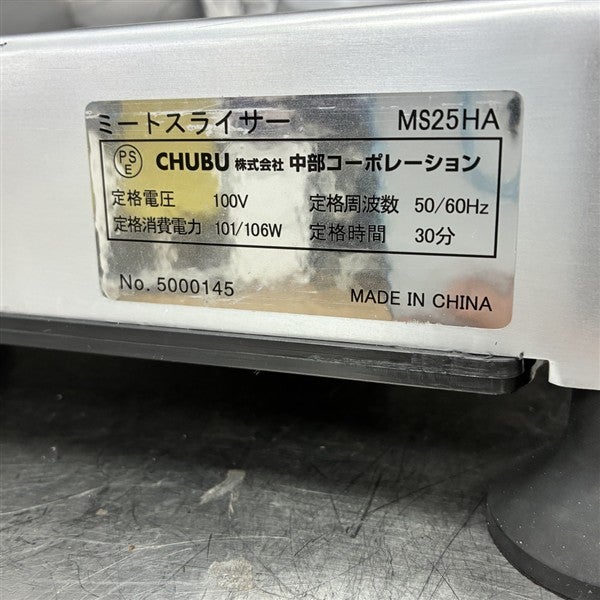 ミートスライサー MS25HA
PSE CHUBU 株式会社 中部コーポレーション
定格電圧 100V 定格周波数 50/60Hz
定格消費電力 101/106W 定格時間 30分
No. 5000145 MADE IN CHINA